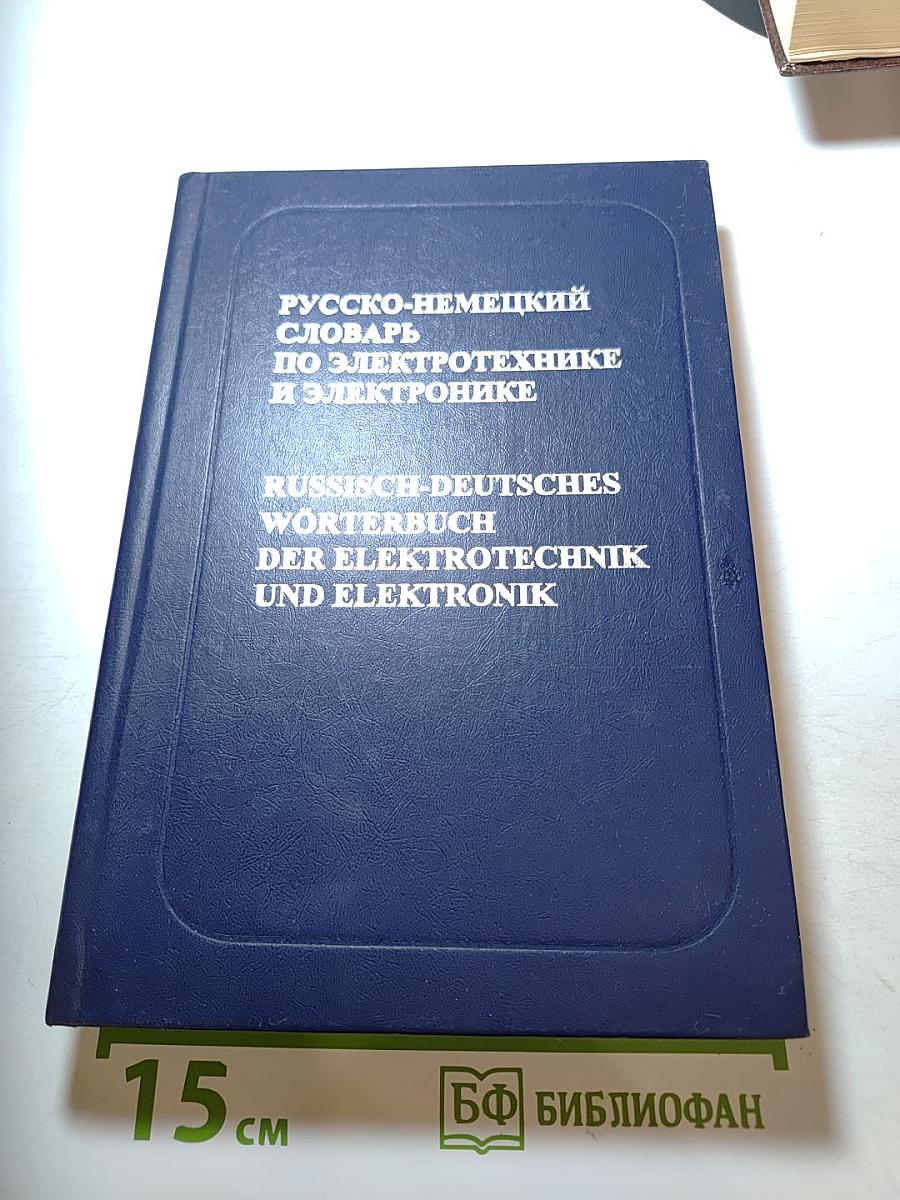 РУССКО-НЕМЕЦКИЙ
СЛОВАРЬ
ПО ЭЛЕКТРОТЕХНИКЕ
И ЭЛЕКТРОНИКЕ
RUSSISCH-DEUTSCHES
WÖRTERBUCH
DER ELEKTROTECHNIK
UND ELEKTRONIK
15 см
БФ БИБЛИОФАН